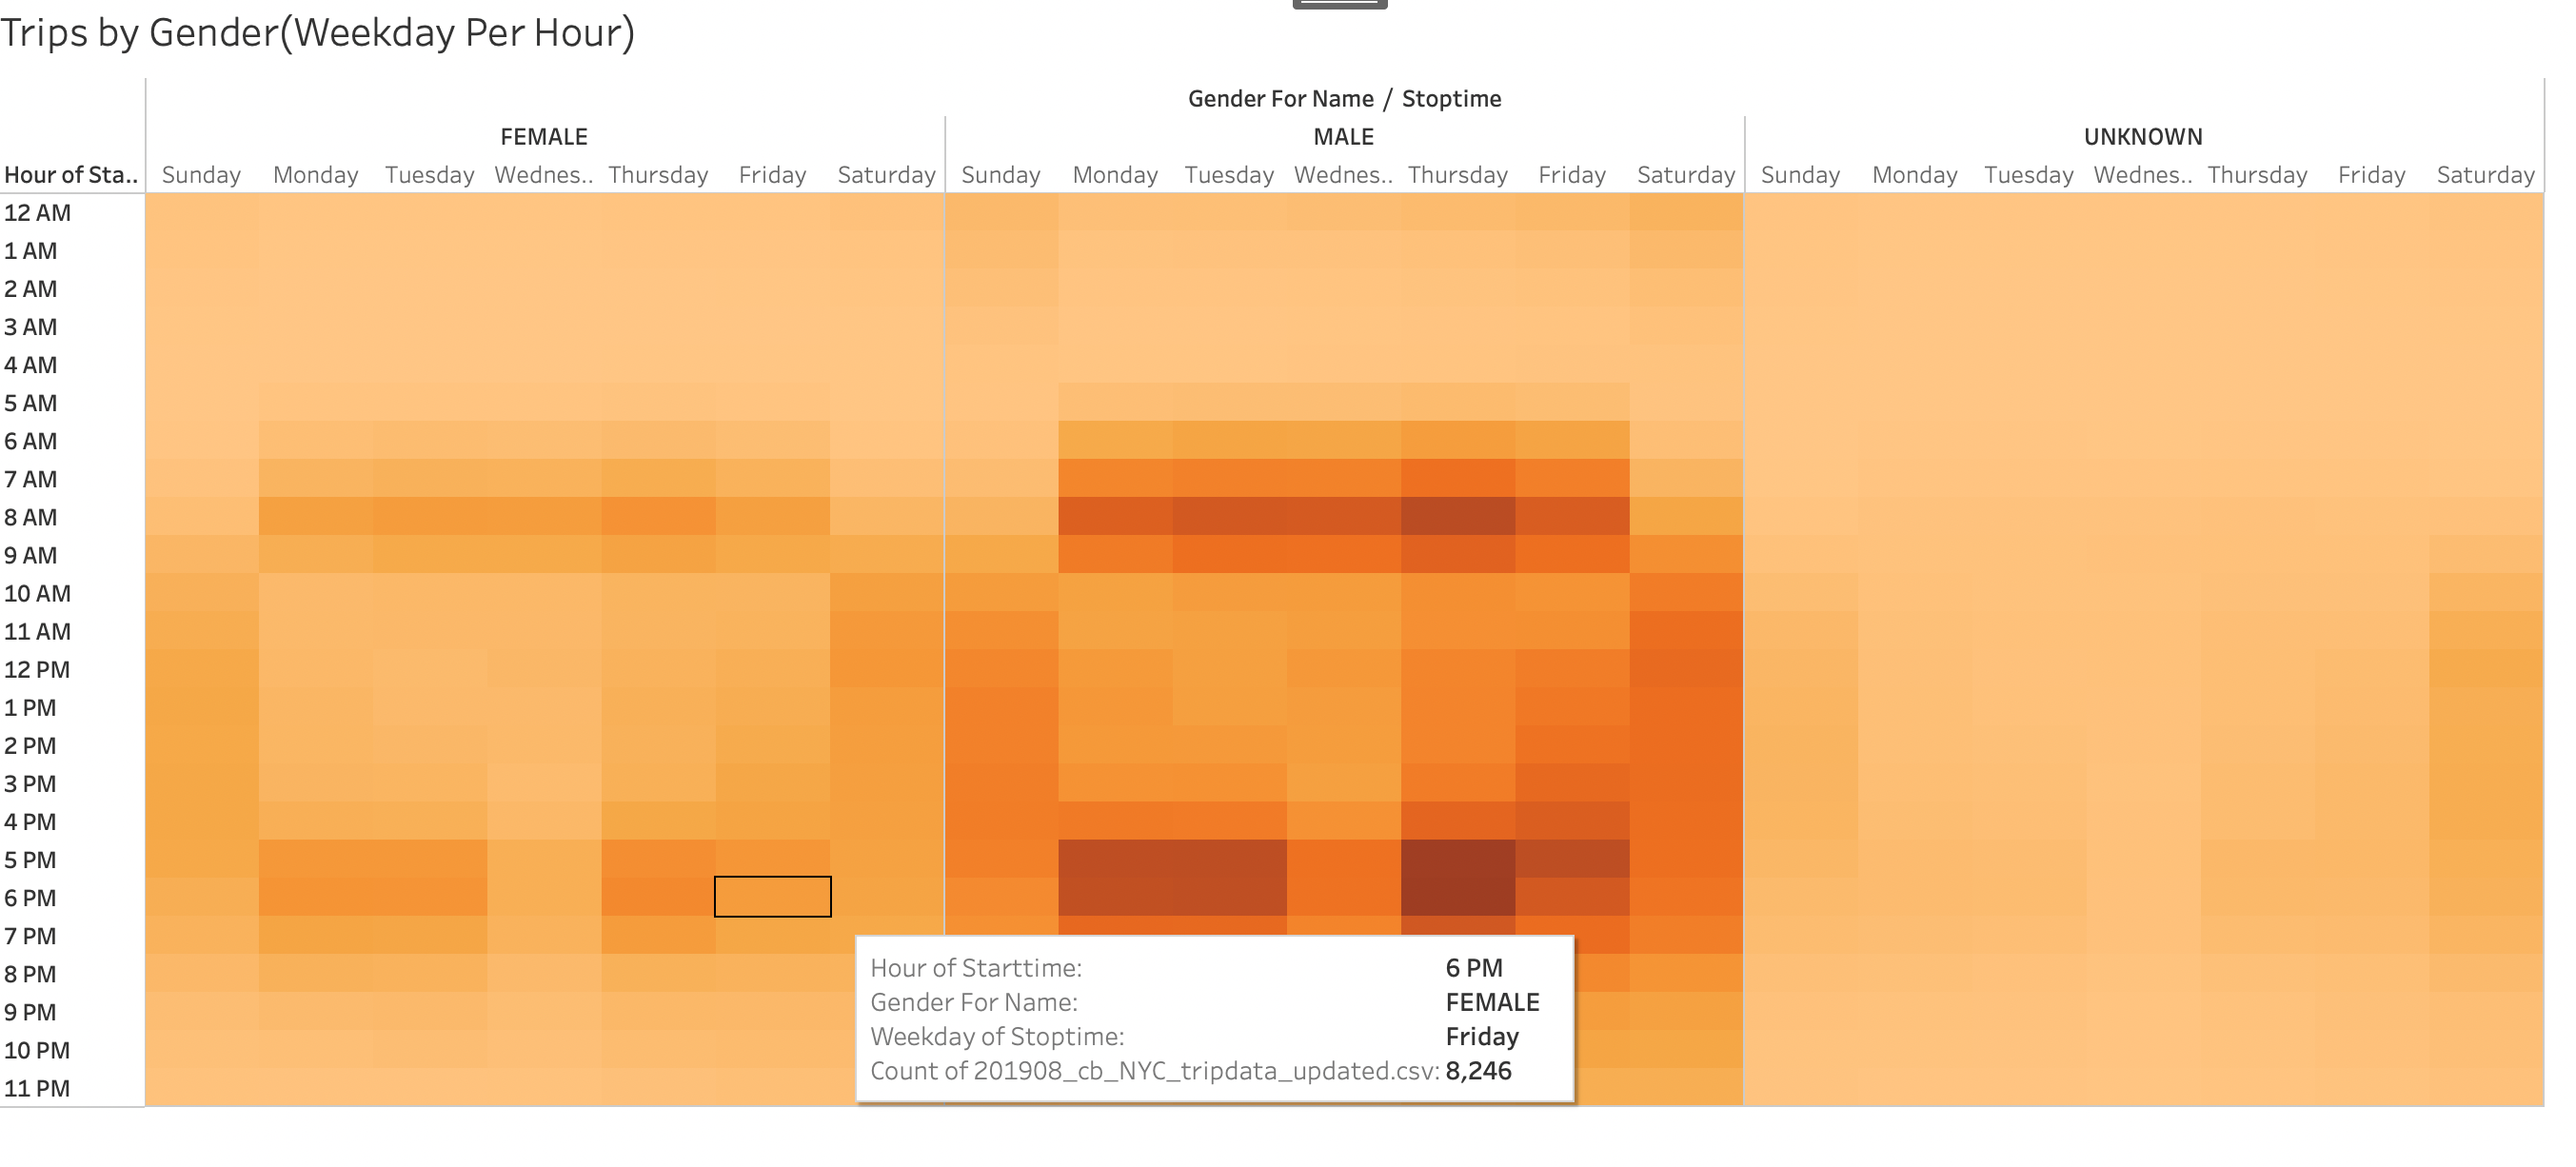 Trips by Gender(Weekday Per Hour)
Gender For Name / Stoptime
FEMALE MALE UNKNOWN
Hour of Sta.. Sunday Monday Tuesday Wednes.. Thursday Friday Saturday Sunday Monday Tuesday Wednes.. Thursday Friday Saturday Sunday Monday Tuesday Wednes.. Thursday Friday Saturday
12 AM
1 AM
2 AM
3 AM
4 AM
5 AM
6 AM
7 AM
8 AM
9 AM
10 AM
11 AM
12 PM
1 PM
2 PM
3 PM
4 PM
5 PM
6 PM
7 PM
8 PM
9 PM
10 PM
11 PM
Hour of Starttime: 6 PM
Gender For Name: FEMALE
Weekday of Stoptime: Friday
Count of 201908_cb_NYC_tripdata_updated.csv: 8,246